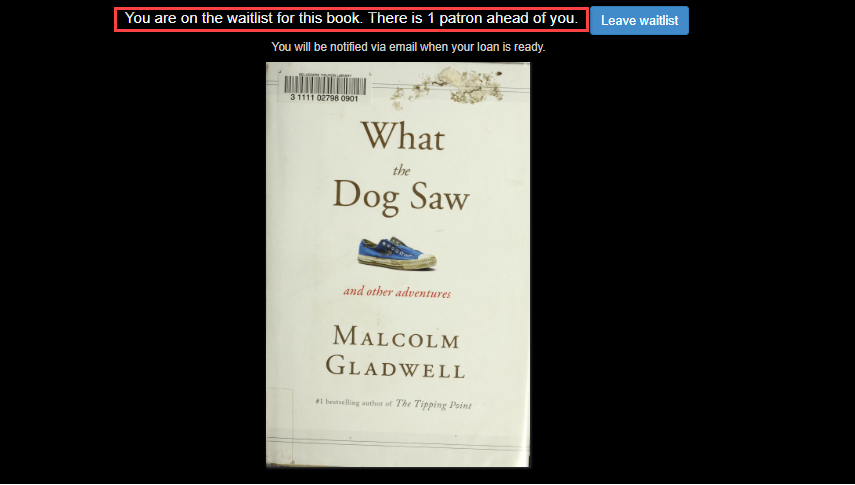 You are on the waitlist for this book. There is 1 patron ahead of you.
Leave waitlist
You will be notified via email when your loan is ready.
3 1111 02798 0901
What
the
Dog Saw
and other adventures
MALCOLM
GLADWELL
#1 bestselling author of The Tipping Point